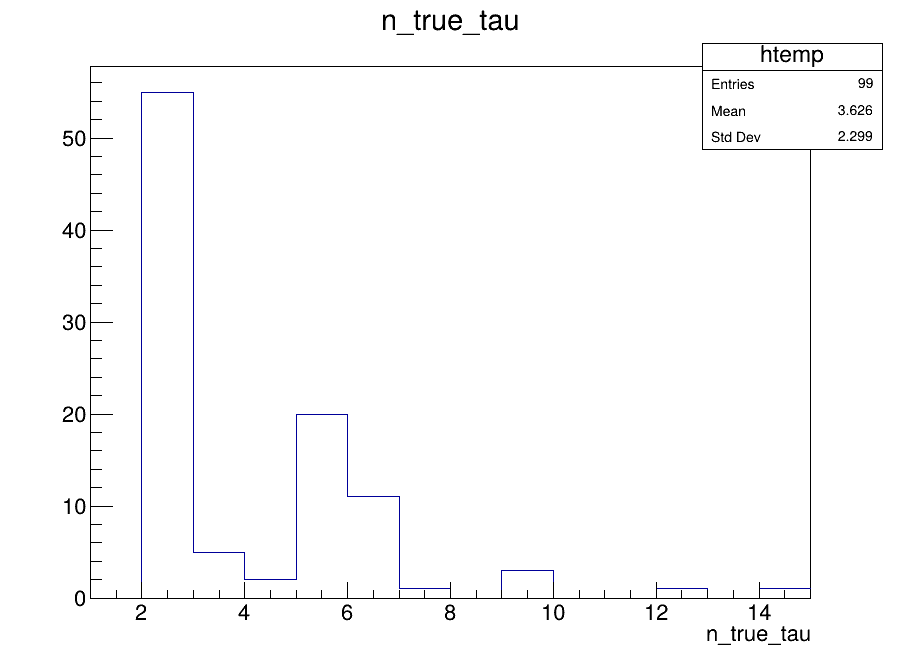 n_true_tau
htemp
Entries 99
Mean 3.626
Std Dev 2.299
50
40
30
20
10
0
2 4 6 8 10 12 14
n_true_tau